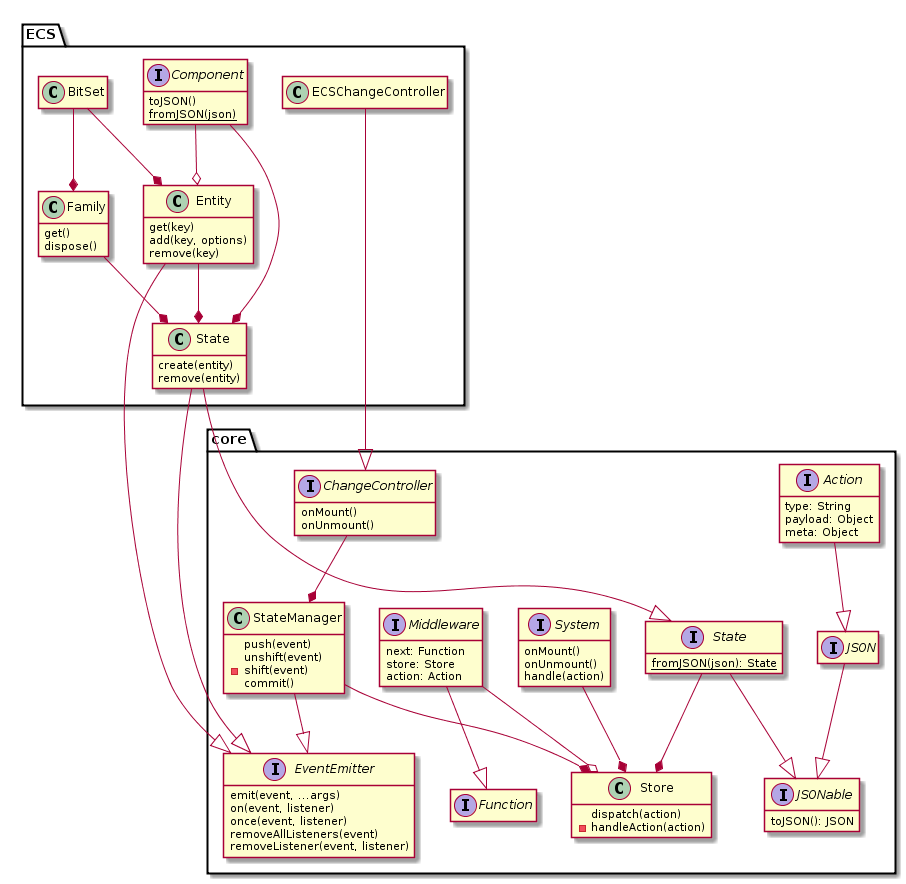 ECS
C BitSet
I Component
toJSON()
fromJSON(json)
C ECSChangeController
C Family
get()
dispose()
C Entity
get(key)
add(key, options)
remove(key)
C State
create(entity)
remove(entity)
core
I ChangeController
onMount()
onUnmount()
I Action
type: String
payload: Object
meta: Object
C StateManager
push(event)
unshift(event)
shift(event)
commit()
I Middleware
next: Function
store: Store
action: Action
I System
onMount()
onUnmount()
handle(action)
I State
fromJSON(json): State
I JSON
I EventEmitter
emit(event, ...args)
on(event, listener)
once(event, listener)
removeAllListeners(event)
removeListener(event, listener)
I Function
C Store
dispatch(action)
handleAction(action)
I JSONable
toJSON(): JSON